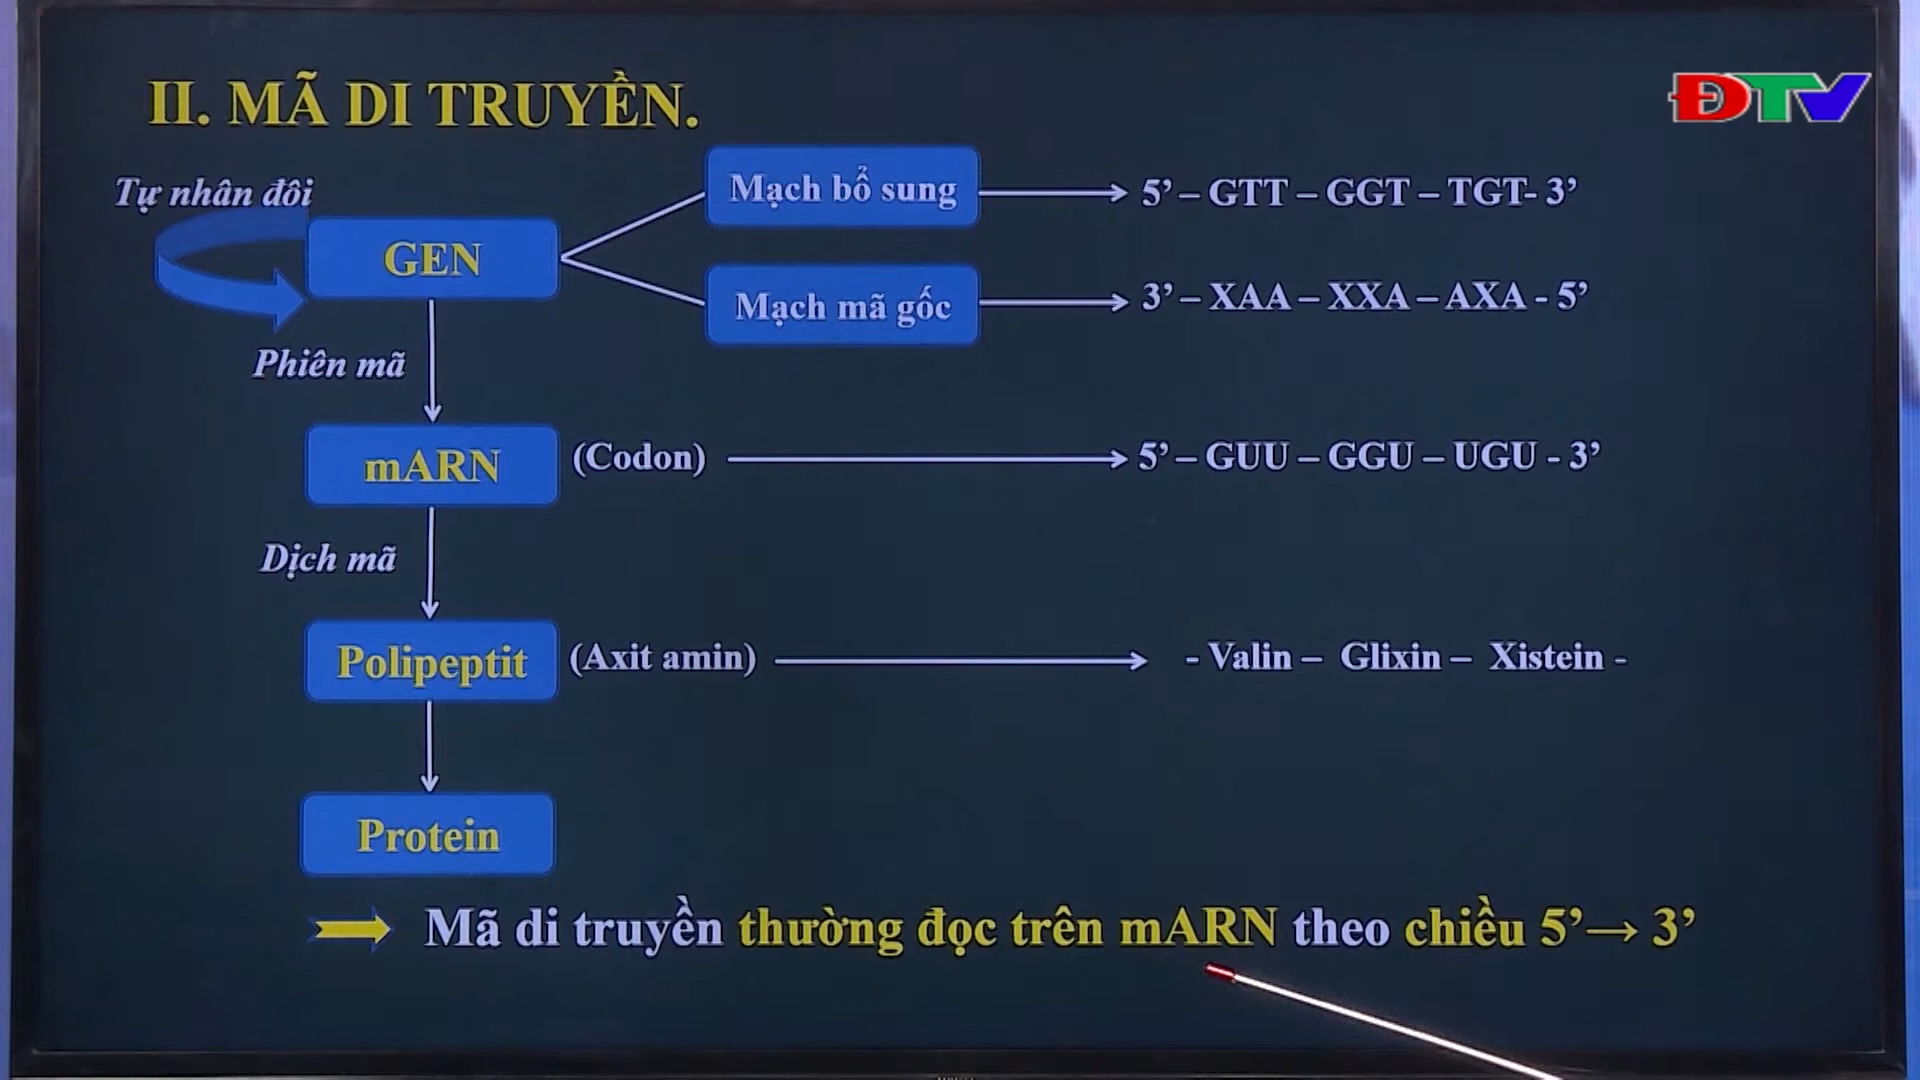 II. MÃ DI TRUYỀN.
ĐTV
Tự nhân đôi
GEN
Mạch bổ sung
5’ – GTT – GGT – TGT- 3’
Mạch mã gốc
3’ – XAA – XXA – AXA - 5’
Phiên mã
mARN
(Codon)
5’ – GUU – GGU – UGU - 3’
Dịch mã
Polipeptit
(Axit amin)
- Valin – Glixin – Xistein -
Protein
Mã di truyền thường đọc trên mARN theo chiều 5’→ 3’